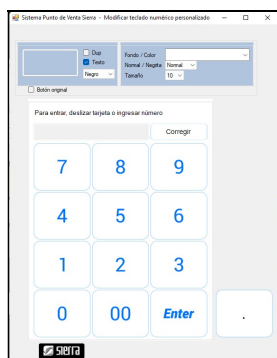 Sistema Punto de Venta Sierra - Modificar teclado numérico personalizado
Dup
Texto
Negro
Fondo / Color
Normal / Negrita Normal
Tamaño 10
Botón original
Para entrar, deslizar tarjeta o ingresar número
Corregir
7 8 9
4 5 6
1 2 3
0 00 Enter .
sierra